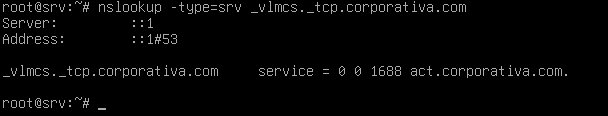 root@srv:~# nslookup -type=srv _vlmcs._tcp.corporativa.com
Server:         ::1
Address:        ::1#53
_vlmcs._tcp.corporativa.com     service = 0 0 1688 act.corporativa.com.
root@srv:~# _